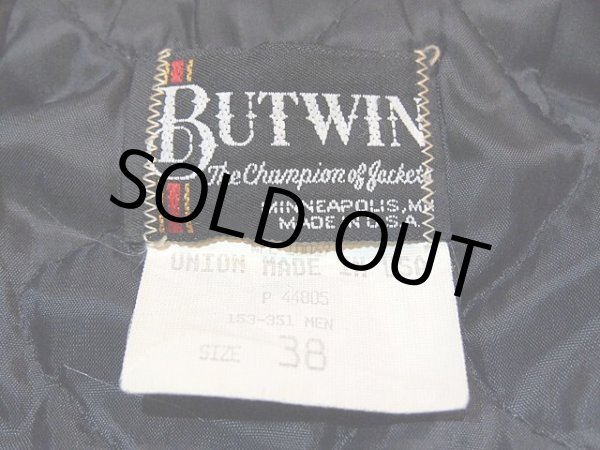 BUTWIN
The Champion of Jackets
MINNEAPOLIS, MN
MADE IN U.S.A.
SOLD OUT
UNION MADE IN USA
P 44805
153-351 MEN
SIZE 38